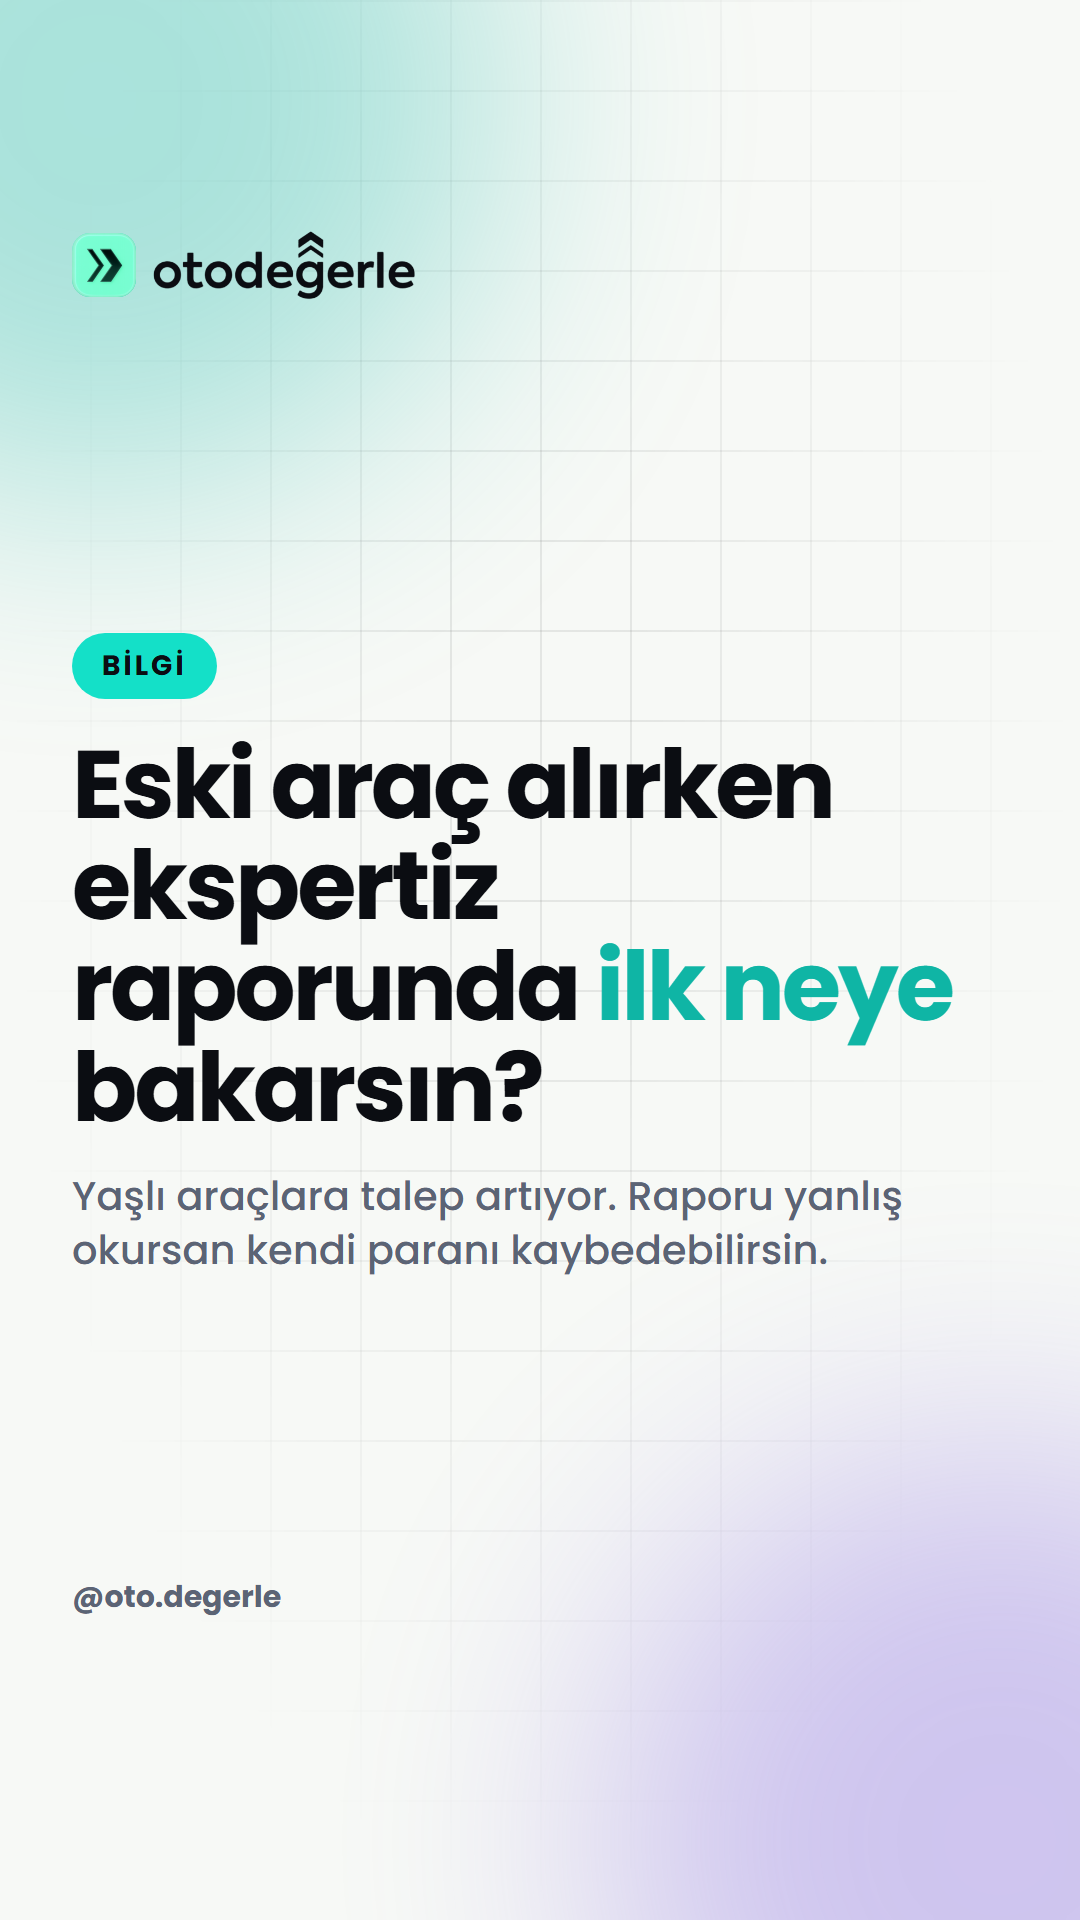 otodeğerle
BİLGİ
Eski araç alırken
ekspertiz
raporunda ilk neye
bakarsın?
Yaşlı araçlara talep artıyor. Raporu yanlış
okursan kendi paranı kaybedebilirsin.
@oto.degerle